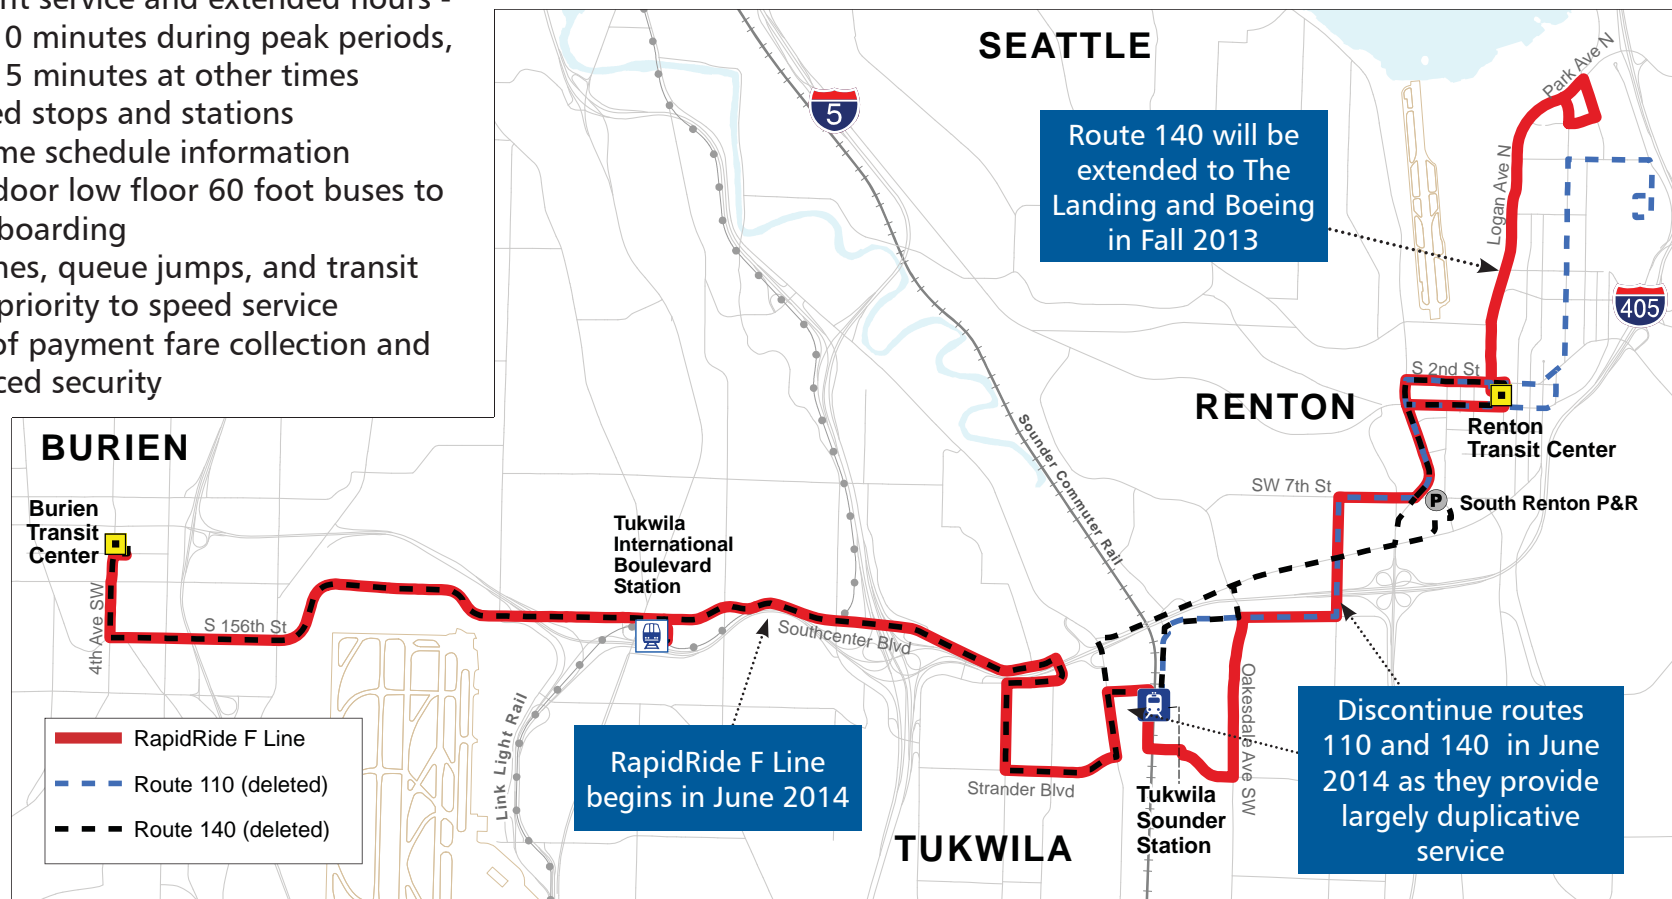 nt service and extended hours -
0 minutes during peak periods,
5 minutes at other times
ed stops and stations
me schedule information
door low floor 60 foot buses to
boarding
nes, queue jumps, and transit
priority to speed service
of payment fare collection and
ced security
SEATTLE
5
Park Ave N
Route 140 will be
extended to The
Landing and Boeing
in Fall 2013
Logan Ave N
405
S 2nd St
RENTON
Renton
Transit Center
Sounder Commuter Rail
SW 7th St
P
South Renton P&R
BURIEN
Burien
Transit
Center
4th Ave SW
S 156th St
Tukwila
International
Boulevard
Station
Southcenter Blvd
Link Light Rail
RapidRide F Line
begins in June 2014
Strander Blvd
TUKWILA
Tukwila
Sounder
Station
Oakesdale Ave SW
Discontinue routes
110 and 140 in June
2014 as they provide
largely duplicative
service
RapidRide F Line
Route 110 (deleted)
Route 140 (deleted)